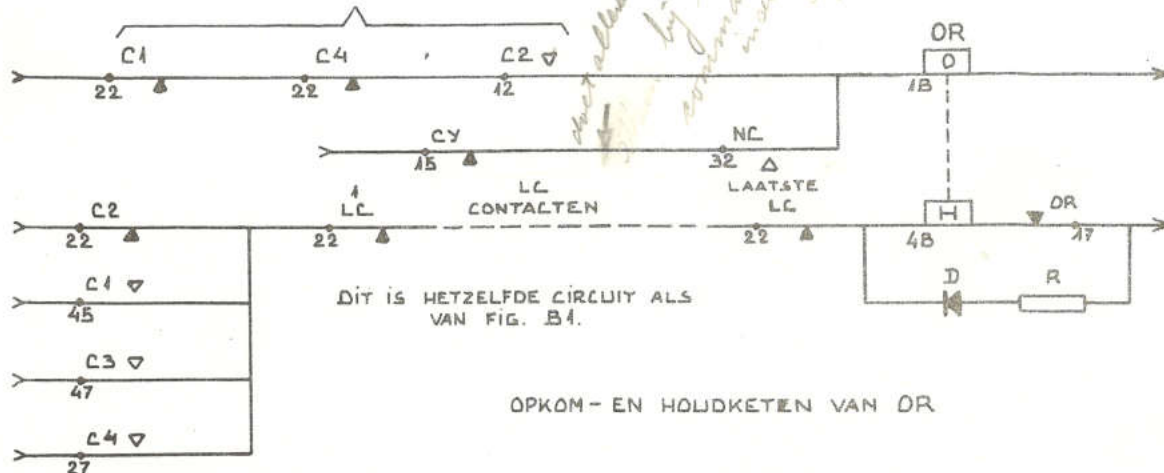 OR
C1 C4 C2 O
22 22 12 1B
CY NC
15 32
LC CONTACTEN
LAATSTE LC
1 LC
C2 H OR
22 22 22 4B 17
C1 D R
45
DIT IS HETZELFDE CIRCUIT ALS
VAN FIG. B1.
C3
47
OPKOM- EN HOUDKETEN VAN OR
C4
27
bij